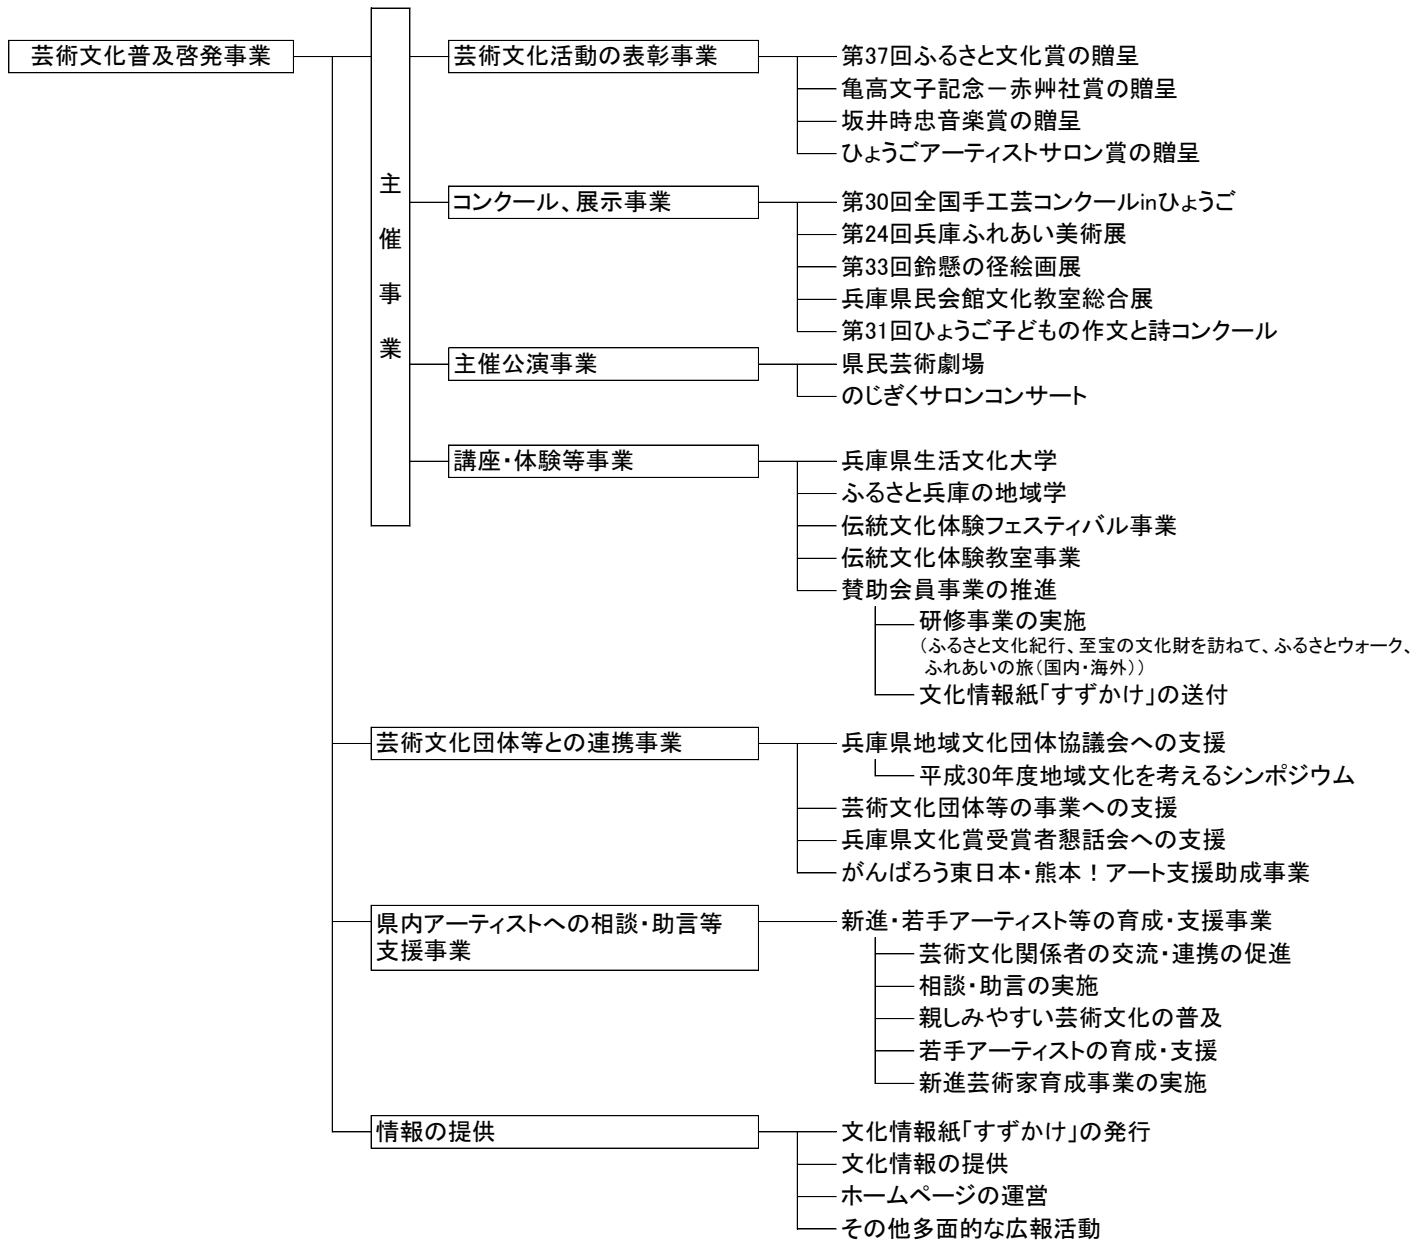 芸術文化普及啓発事業
主催事業
芸術文化活動の表彰事業
第37回ふるさと文化賞の贈呈
亀高文子記念－赤艸社賞の贈呈
坂井時忠音楽賞の贈呈
ひょうごアーティストサロン賞の贈呈
コンクール、展示事業
第30回全国手工芸コンクールinひょうご
第24回兵庫ふれあい美術展
第33回鈴懸の径絵画展
兵庫県民会館文化教室総合展
第31回ひょうご子どもの作文と詩コンクール
主催公演事業
県民芸術劇場
のじぎくサロンコンサート
講座・体験等事業
兵庫県生活文化大学
ふるさと兵庫の地域学
伝統文化体験フェスティバル事業
伝統文化体験教室事業
賛助会員事業の推進
研修事業の実施
（ふるさと文化紀行、至宝の文化財を訪ねて、ふるさとウォーク、
ふれあいの旅（国内・海外））
文化情報紙「すずかけ」の送付
芸術文化団体等との連携事業
兵庫県地域文化団体協議会への支援
平成30年度地域文化を考えるシンポジウム
芸術文化団体等の事業への支援
兵庫県文化賞受賞者懇話会への支援
がんばろう東日本・熊本！アート支援助成事業
県内アーティストへの相談・助言等
支援事業
新進・若手アーティスト等の育成・支援事業
芸術文化関係者の交流・連携の促進
相談・助言の実施
親しみやすい芸術文化の普及
若手アーティストの育成・支援
新進芸術家育成事業の実施
情報の提供
文化情報紙「すずかけ」の発行
文化情報の提供
ホームページの運営
その他多面的な広報活動